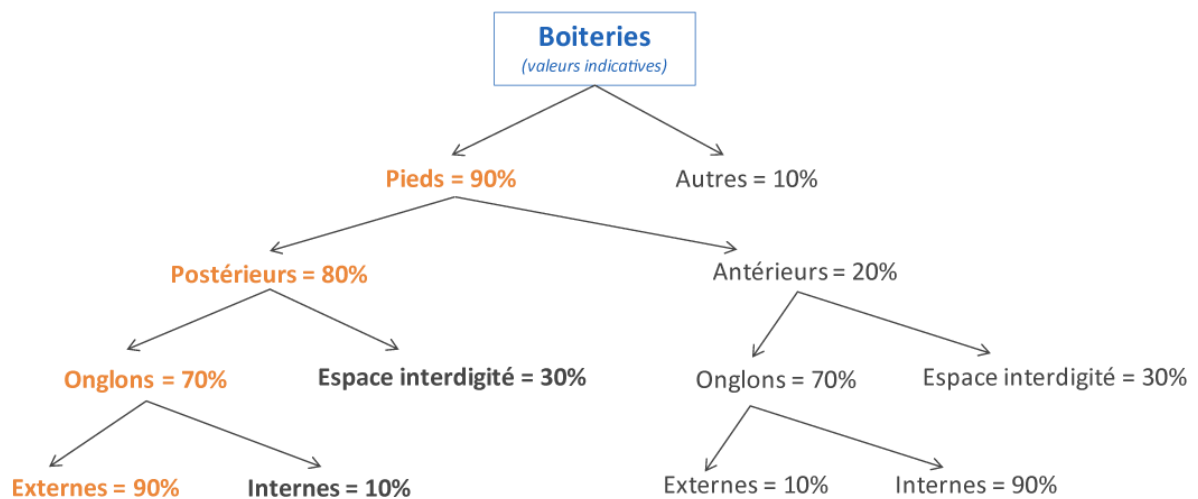 Boiteries
(valeurs indicatives)
Pieds = 90%
Autres = 10%
Postérieurs = 80%
Antérieurs = 20%
Onglons = 70%
Espace interdigité = 30%
Onglons = 70%
Espace interdigité = 30%
Externes = 90%
Internes = 10%
Externes = 10%
Internes = 90%